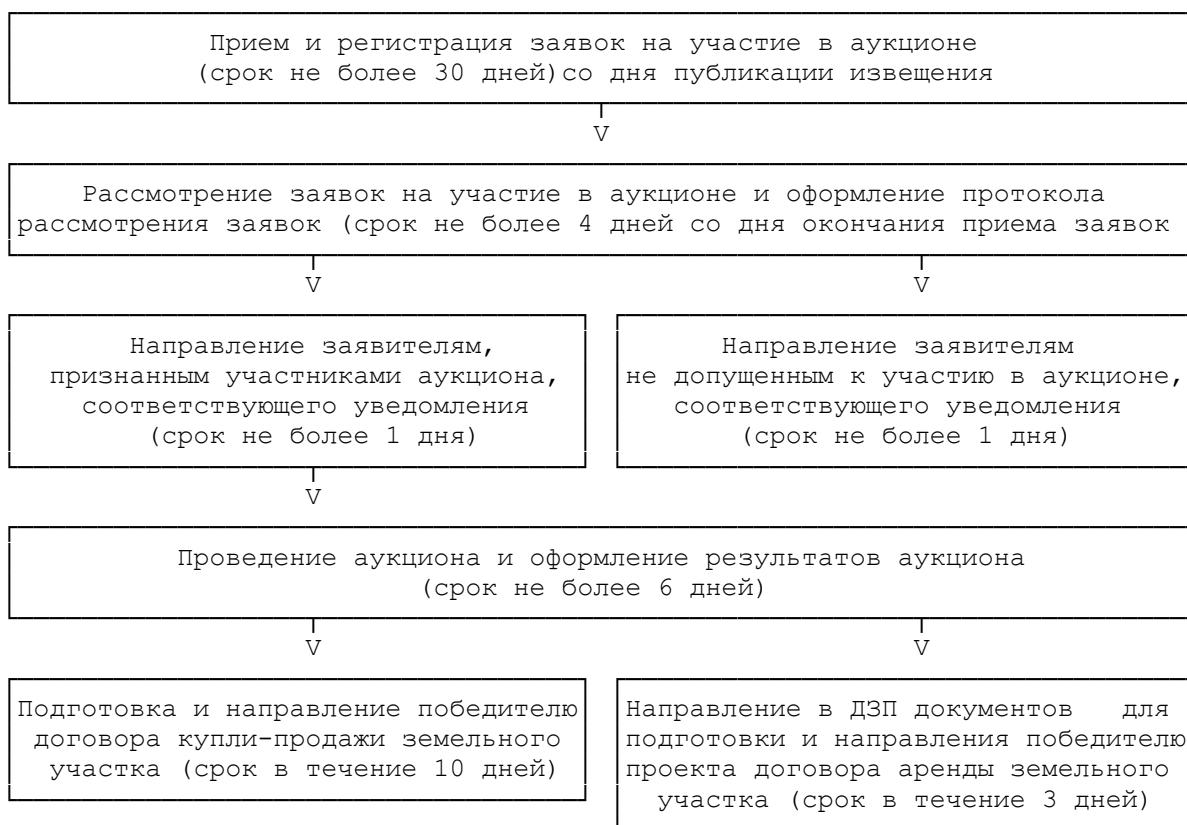 Прием и регистрация заявок на участие в аукционе
(срок не более 30 дней)со дня публикации извещения
V
Рассмотрение заявок на участие в аукционе и оформление протокола
рассмотрения заявок (срок не более 4 дней со дня окончания приема заявок
V
V
Направление заявителям,
признанным участниками аукциона,
соответствующего уведомления
(срок не более 1 дня)
Направление заявителям
не допущенным к участию в аукционе,
соответствующего уведомления
(срок не более 1 дня)
V
Проведение аукциона и оформление результатов аукциона
(срок не более 6 дней)
V
V
Подготовка и направление победителю
договора купли-продажи земельного
участка (срок в течение 10 дней)
Направление в ДЗП документов для
подготовки и направления победителю
проекта договора аренды земельного
участка (срок в течение 3 дней)